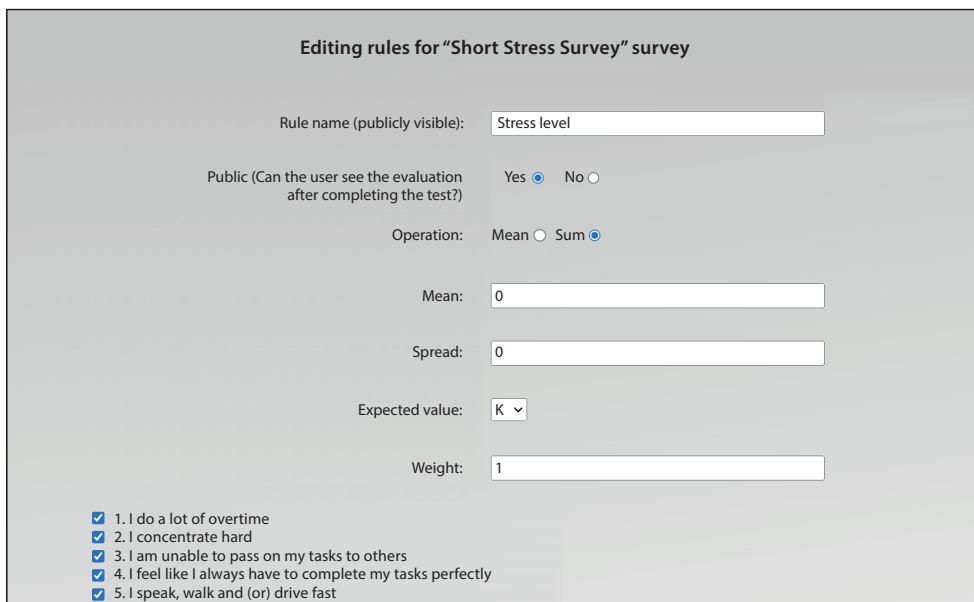 Editing rules for “Short Stress Survey” survey
Rule name (publicly visible): Stress level
Public (Can the user see the evaluation Yes No
after completing the test?)
Operation: Mean Sum
Mean: 0
Spread: 0
Expected value: K
Weight: 1
1. I do a lot of overtime
2. I concentrate hard
3. I am unable to pass on my tasks to others
4. I feel like I always have to complete my tasks perfectly
5. I speak, walk and (or) drive fast